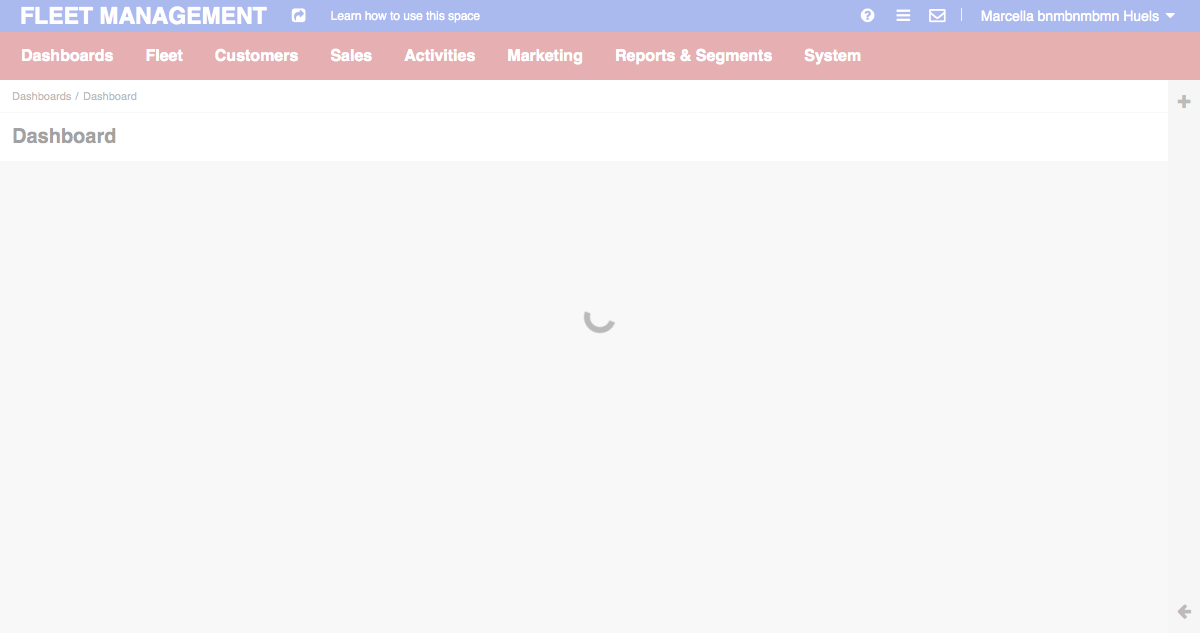 FLEET MANAGEMENT Learn how to use this space Marcella bnmbnmbmn Huels
Dashboards Fleet Customers Sales Activities Marketing Reports & Segments System
Dashboards / Dashboard
Dashboard